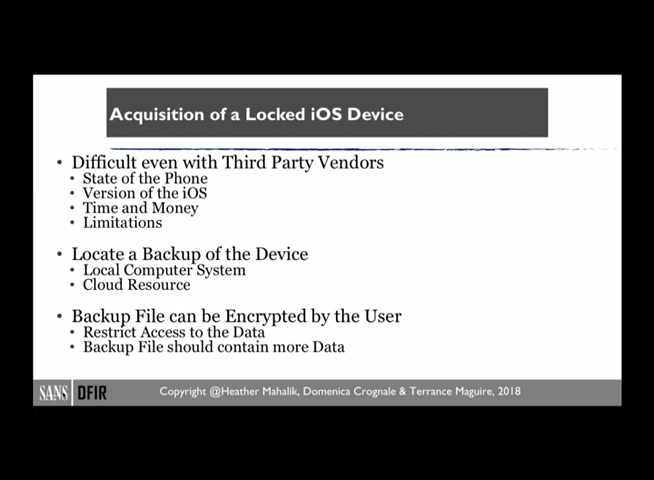 Acquisition of a Locked iOS Device
• Difficult even with Third Party Vendors
• State of the Phone
• Version of the iOS
• Time and Money
• Limitations
• Locate a Backup of the Device
• Local Computer System
• Cloud Resource
• Backup File can be Encrypted by the User
• Restrict Access to the Data
• Backup File should contain more Data
SANS DFIR Copyright @Heather Mahalik, Domenica Crognale & Terrance Maguire, 2018